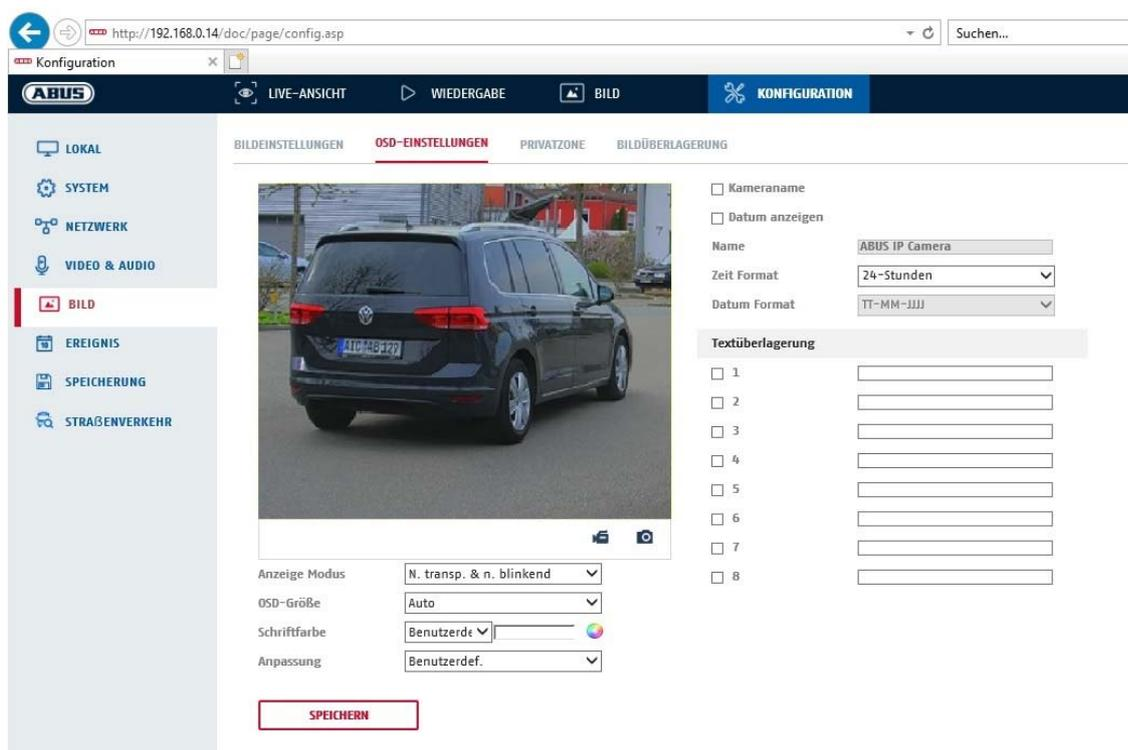 http://192.168.0.14/doc/page/config.asp
Suchen...
Konfiguration
ABUS
LIVE-ANSICHT
WIEDERGABE
BILD
KONFIGURATION
LOKAL
SYSTEM
NETZWERK
VIDEO & AUDIO
BILD
EREIGNIS
SPEICHERUNG
STRAßENVERKEHR
BILDEINSTELLUNGEN
OSD-EINSTELLUNGEN
PRIVATZONE
BILDÜBERLAGERUNG
AIC AB 127
Anzeige Modus
N. transp. & n. blinkend
OSD-Größe
Auto
Schriftfarbe
Benutzerde
Anpassung
Benutzerdef.
SPEICHERN
Kameraname
Datum anzeigen
Name
ABUS IP Camera
Zeit Format
24-Stunden
Datum Format
TT-MM-JJJJ
Textüberlagerung
1
2
3
4
5
6
7
8